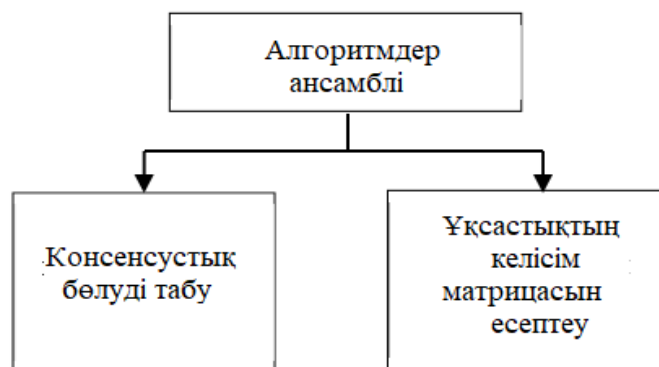 Алгоритмдер
ансамблі
Консенсустық
бөлуді табу
Ұқсастықтың
келісім
матрицасын
есептеу